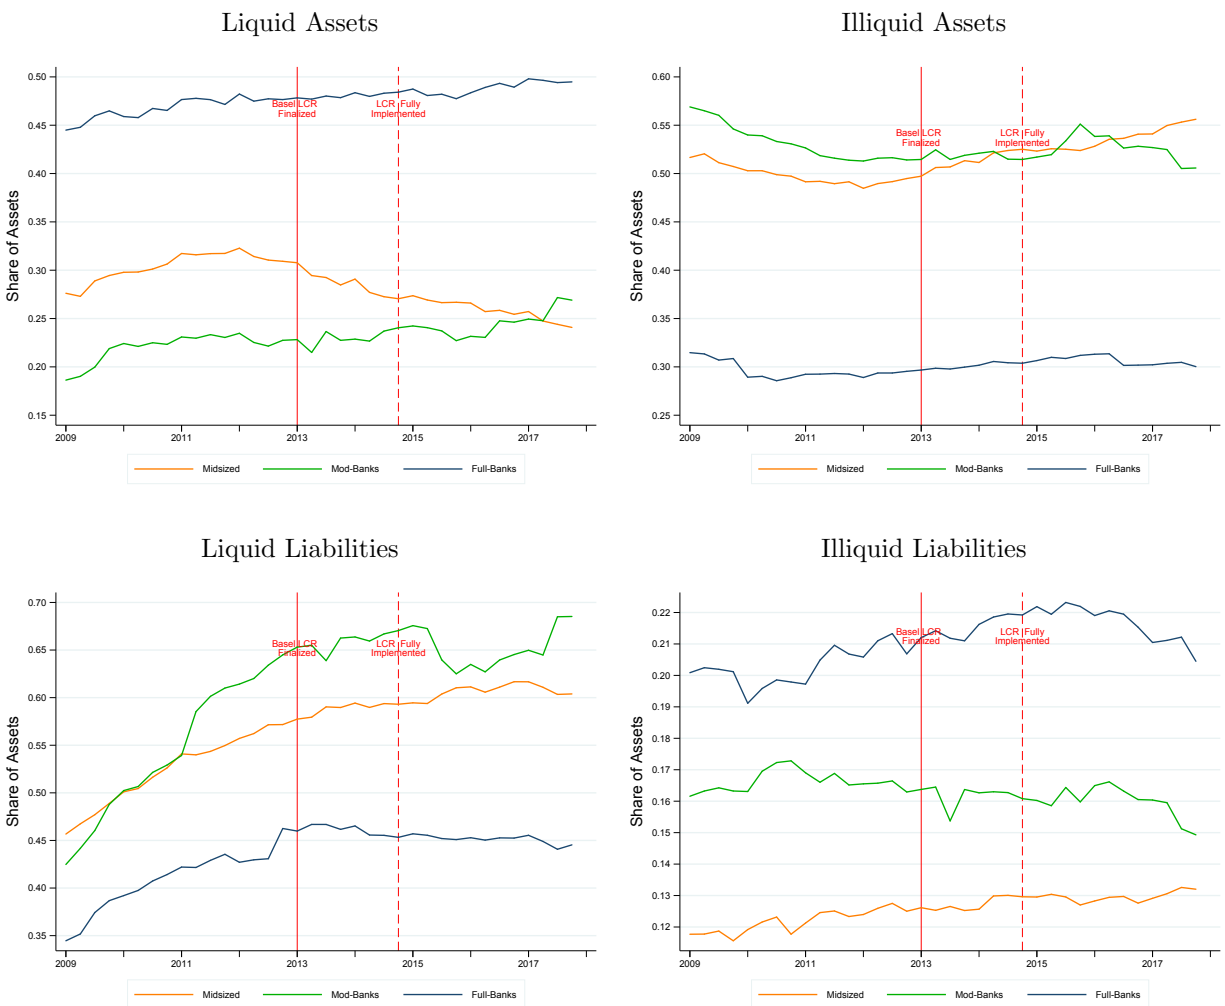 Liquid Assets
Share of Assets
0.50
0.45
0.40
0.35
0.30
0.25
0.20
0.15
Basel LCR
Finalized
LCR Fully
Implemented
2009
2011
2013
2015
2017
Midsized
Mod-Banks
Full-Banks
Illiquid Assets
Share of Assets
0.60
0.55
0.50
0.45
0.40
0.35
0.30
0.25
Basel LCR
Finalized
LCR Fully
Implemented
2009
2011
2013
2015
2017
Midsized
Mod-Banks
Full-Banks
Liquid Liabilities
Share of Assets
0.70
0.65
0.60
0.55
0.50
0.45
0.40
0.35
Basel LCR
Finalized
LCR Fully
Implemented
2009
2011
2013
2015
2017
Midsized
Mod-Banks
Full-Banks
Illiquid Liabilities
Share of Assets
0.22
0.21
0.20
0.19
0.18
0.17
0.16
0.15
0.14
0.13
0.12
Basel LCR
Finalized
LCR Fully
Implemented
2009
2011
2013
2015
2017
Midsized
Mod-Banks
Full-Banks